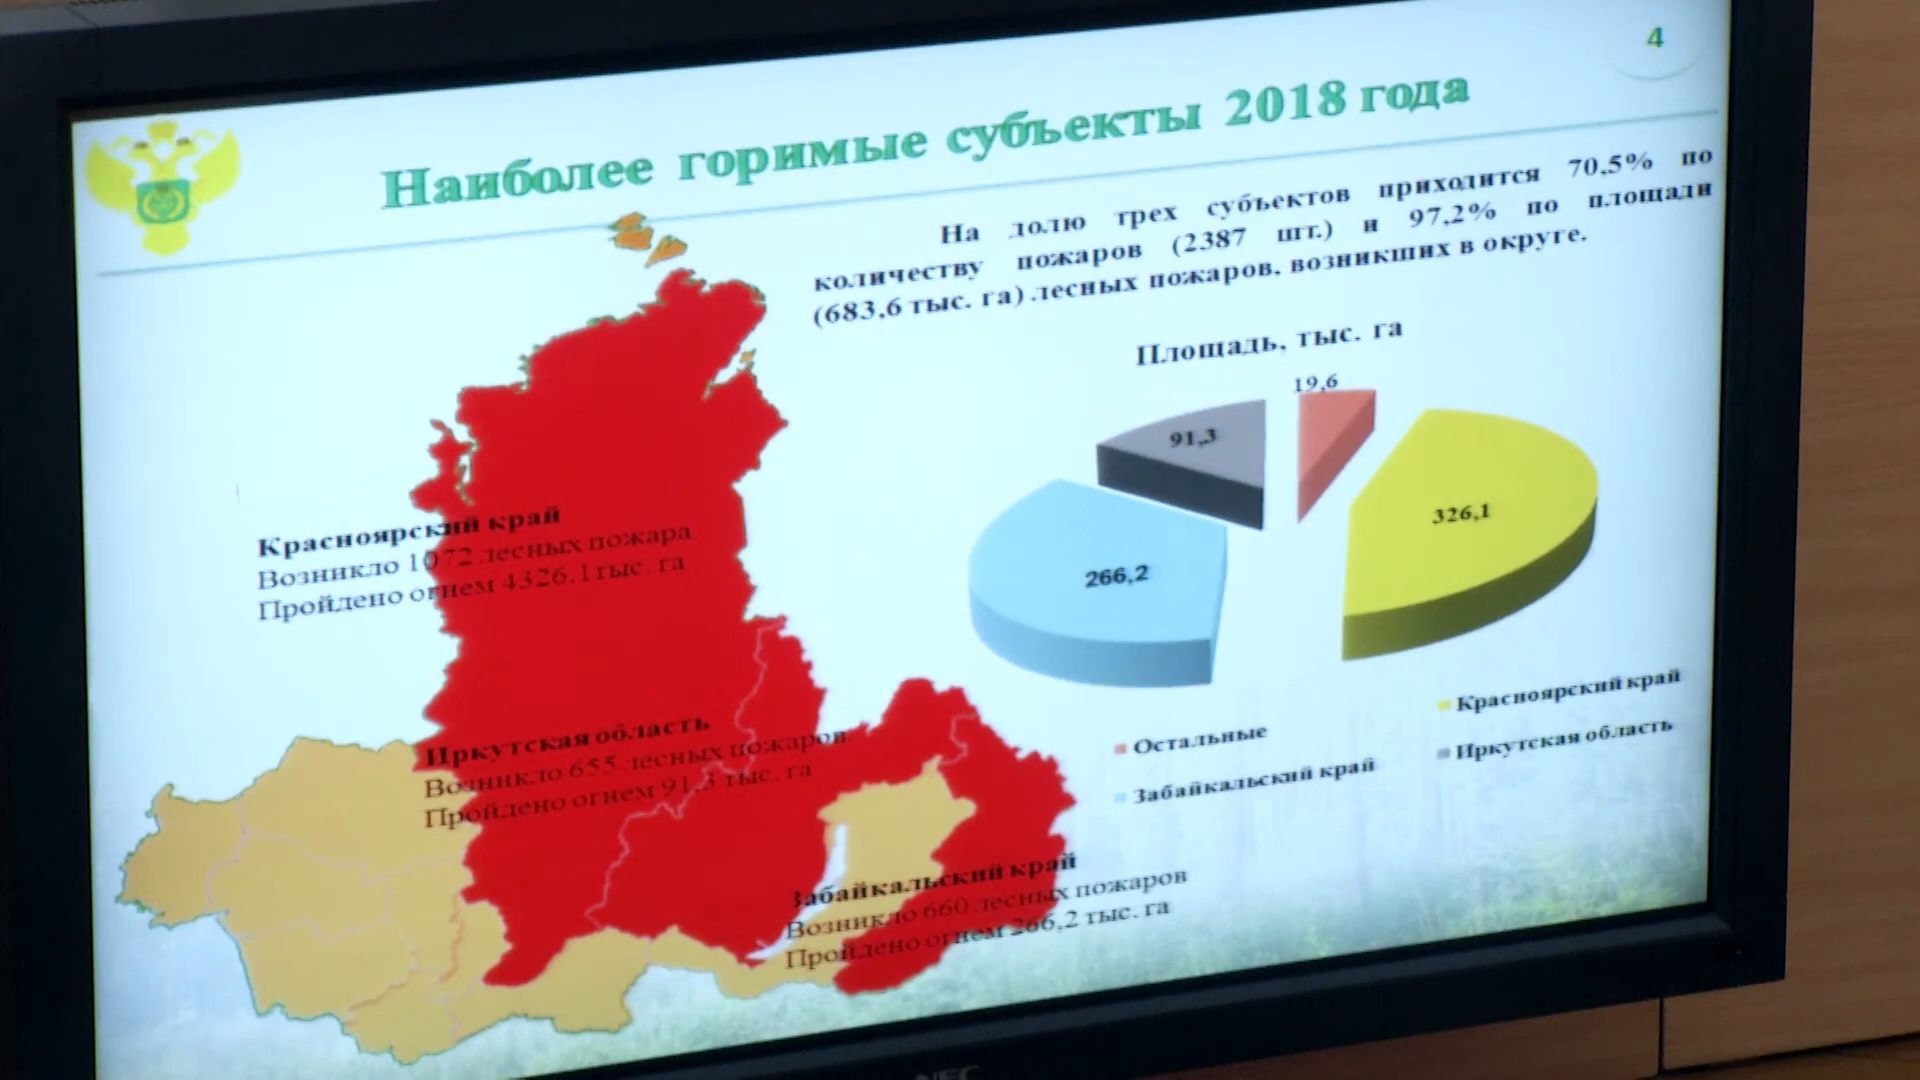 4
Наиболее горимые субъекты 2018 года
На долю трех субъектов приходится 70,5% по
количеству пожаров (2387 шт.) и 97,2% по площади
(683,6 тыс. га) лесных пожаров, возникших в округе.
Площадь, тыс. га
19,6
91,3
326,1
266,2
Красноярский край
Возникло 1072 лесных пожара
Пройдено огнем 4326,1тыс. га
Иркутская область
Возникло 655 лесных пожаров.
Пройдено огнем 91,3 тыс. га
Забайкальский край
Возникло 660 лесных пожаров
Пройдено огнем 266,2 тыс. га
Остальные
Красноярский край
Забайкальский край
Иркутская область
NEC